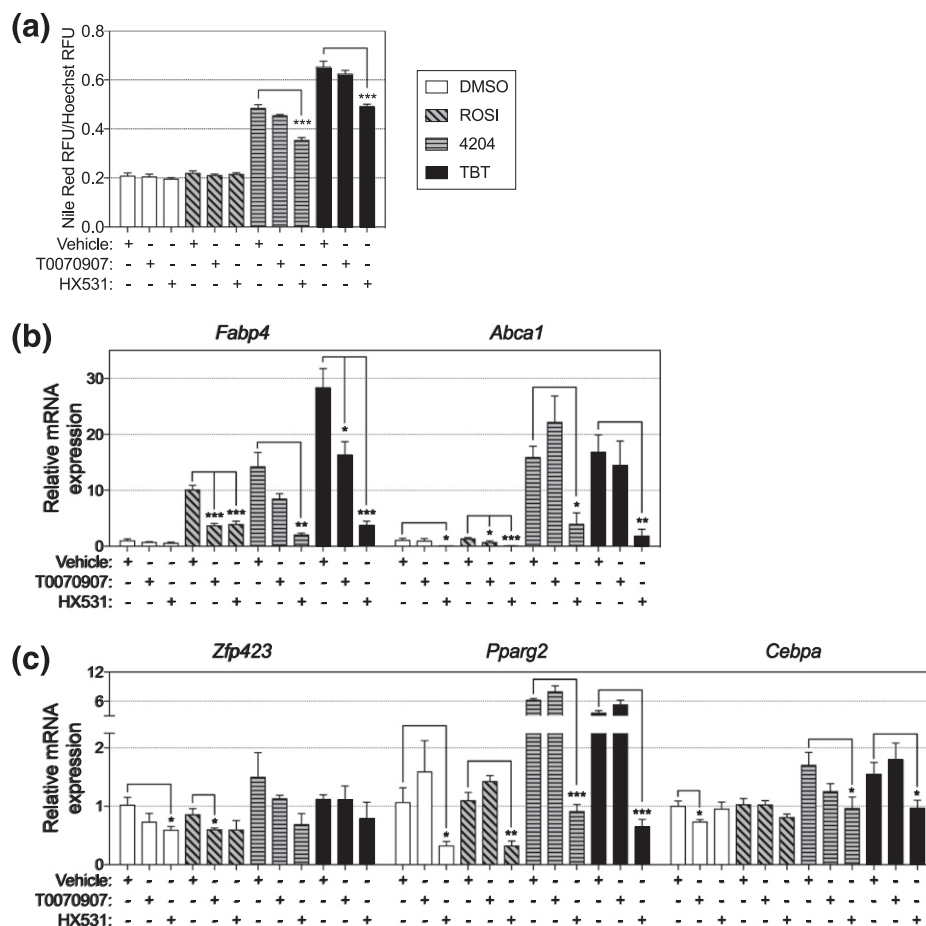 (a)
Nile Red RFU/Hoechst RFU
0.8
0.6
0.4
0.2
0.0
*** ***
DMSO
ROSI
4204
TBT
Vehicle: + - - + - - + - - + - -
T0070907: - + - - + - - + - - + -
HX531: - - + - - + - - + - - +
(b)
Fabp4 Abca1
Relative mRNA
expression
30
20
10
0
*** *** ** * *** * * *** * **
Vehicle: + - - + - - + - - + - - + - - + - - + - - + - -
T0070907: - + - - + - - + - - + - - + - - + - - + - - + -
HX531: - - + - - + - - + - - + - - + - - + - - + - - +
(c)
Zfp423 Pparg2 Cebpa
Relative mRNA
expression
12
6
2
1
0
* * * ** *** *** * * *
Vehicle: + - - + - - + - - + - - + - - + - - + - - + - - + - - + - - + - - + - -
T0070907: - + - - + - - + - - + - - + - - + - - + - - + - - + - - + - - + - - + -
HX531: - - + - - + - - + - - + - - + - - + - - + - - + - - + - - + - - + - - +